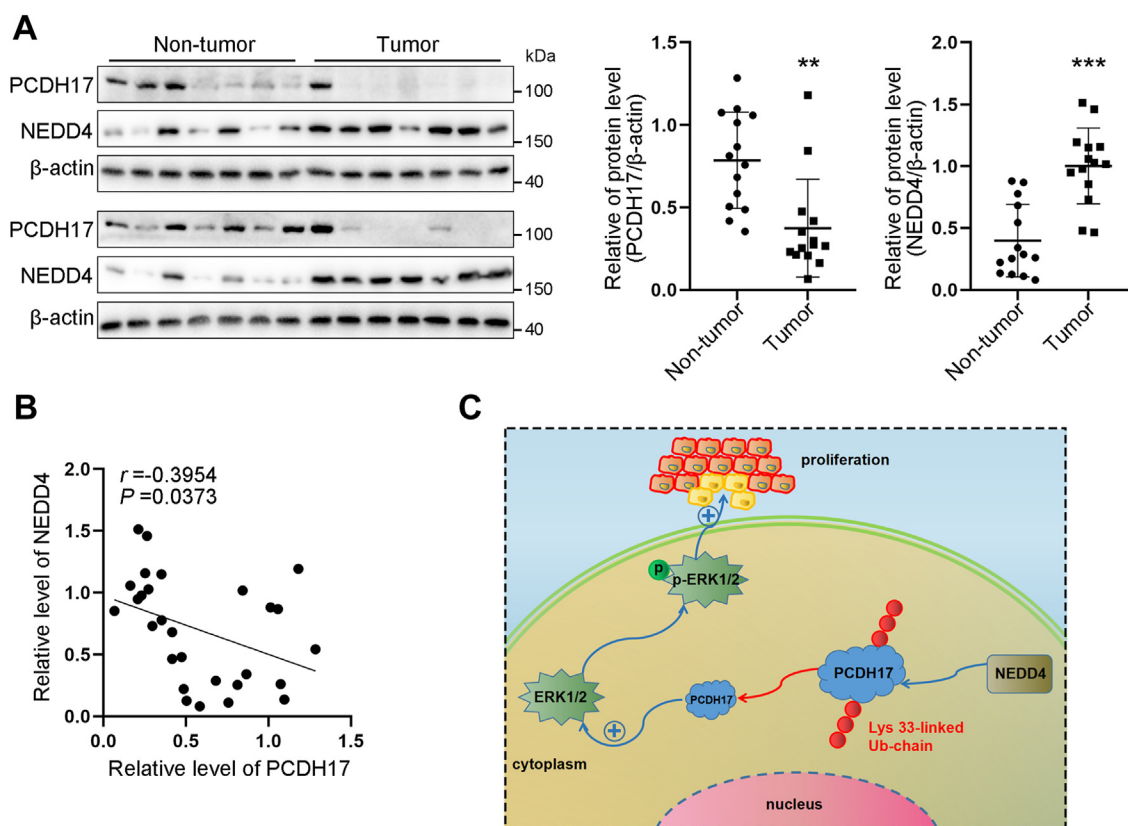 A
Non-tumor Tumor
kDa
PCDH17
100
NEDD4
150
β-actin
40
PCDH17
100
NEDD4
150
β-actin
40
Relative of protein level
(PCDH17/β-actin)
1.5
1.0
0.5
0.0
**
Non-tumor
Tumor
Relative of protein level
(NEDD4/β-actin)
2.0
1.5
1.0
0.5
0.0
***
Non-tumor
Tumor
B
r =-0.3954
P =0.0373
Relative level of NEDD4
2.0
1.5
1.0
0.5
0.0
0.0 0.5 1.0 1.5
Relative level of PCDH17
C
proliferation
+
P
p-ERK1/2
PCDH17
NEDD4
ERK1/2
PCDH17
+
Lys 33-linked
Ub-chain
cytoplasm
nucleus